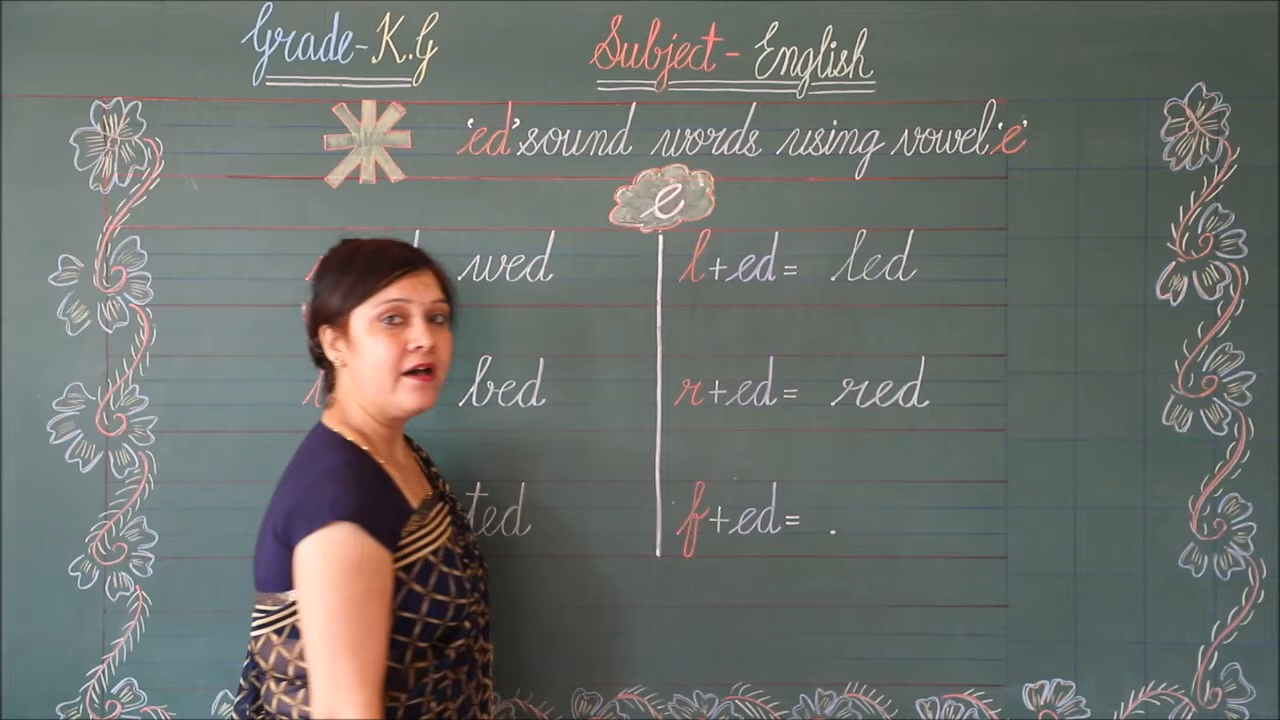 Grade-K.G Subject-English
'ed' sound words using vowel 'e'
e
wed l+ed= led
bed r+ed= red
ted f+ed= .